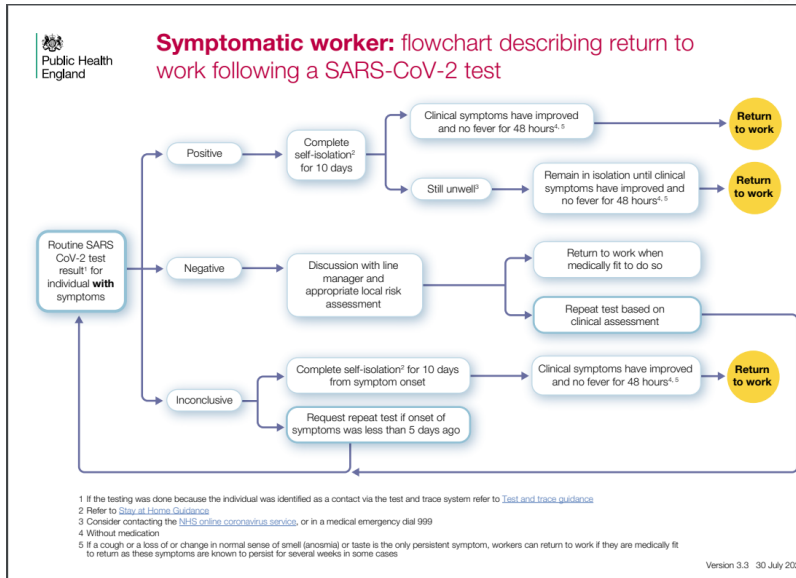 Public Health
England
Symptomatic worker: flowchart describing return to
work following a SARS-CoV-2 test
Routine SARS
CoV-2 test
result¹ for
individual with
symptoms
Positive
Complete
self-isolation²
for 10 days
Clinical symptoms have improved
and no fever for 48 hours⁴˒ ⁵
Return
to work
Still unwell³
Remain in isolation until clinical
symptoms have improved and
no fever for 48 hours⁴˒ ⁵
Return
to work
Negative
Discussion with line
manager and
appropriate local risk
assessment
Return to work when
medically fit to do so
Repeat test based on
clinical assessment
Inconclusive
Complete self-isolation² for 10 days
from symptom onset
Clinical symptoms have improved
and no fever for 48 hours⁴˒ ⁵
Return
to work
Request repeat test if onset of
symptoms was less than 5 days ago
1 If the testing was done because the individual was identified as a contact via the test and trace system refer to Test and trace guidance
2 Refer to Stay at Home Guidance
3 Consider contacting the NHS online coronavirus service, or in a medical emergency dial 999
4 Without medication
5 If a cough or a loss of or change in normal sense of smell (anosmia) or taste is the only persistent symptom, workers can return to work if they are medically fit
to return as these symptoms are known to persist for several weeks in some cases
Version 3.3 30 July